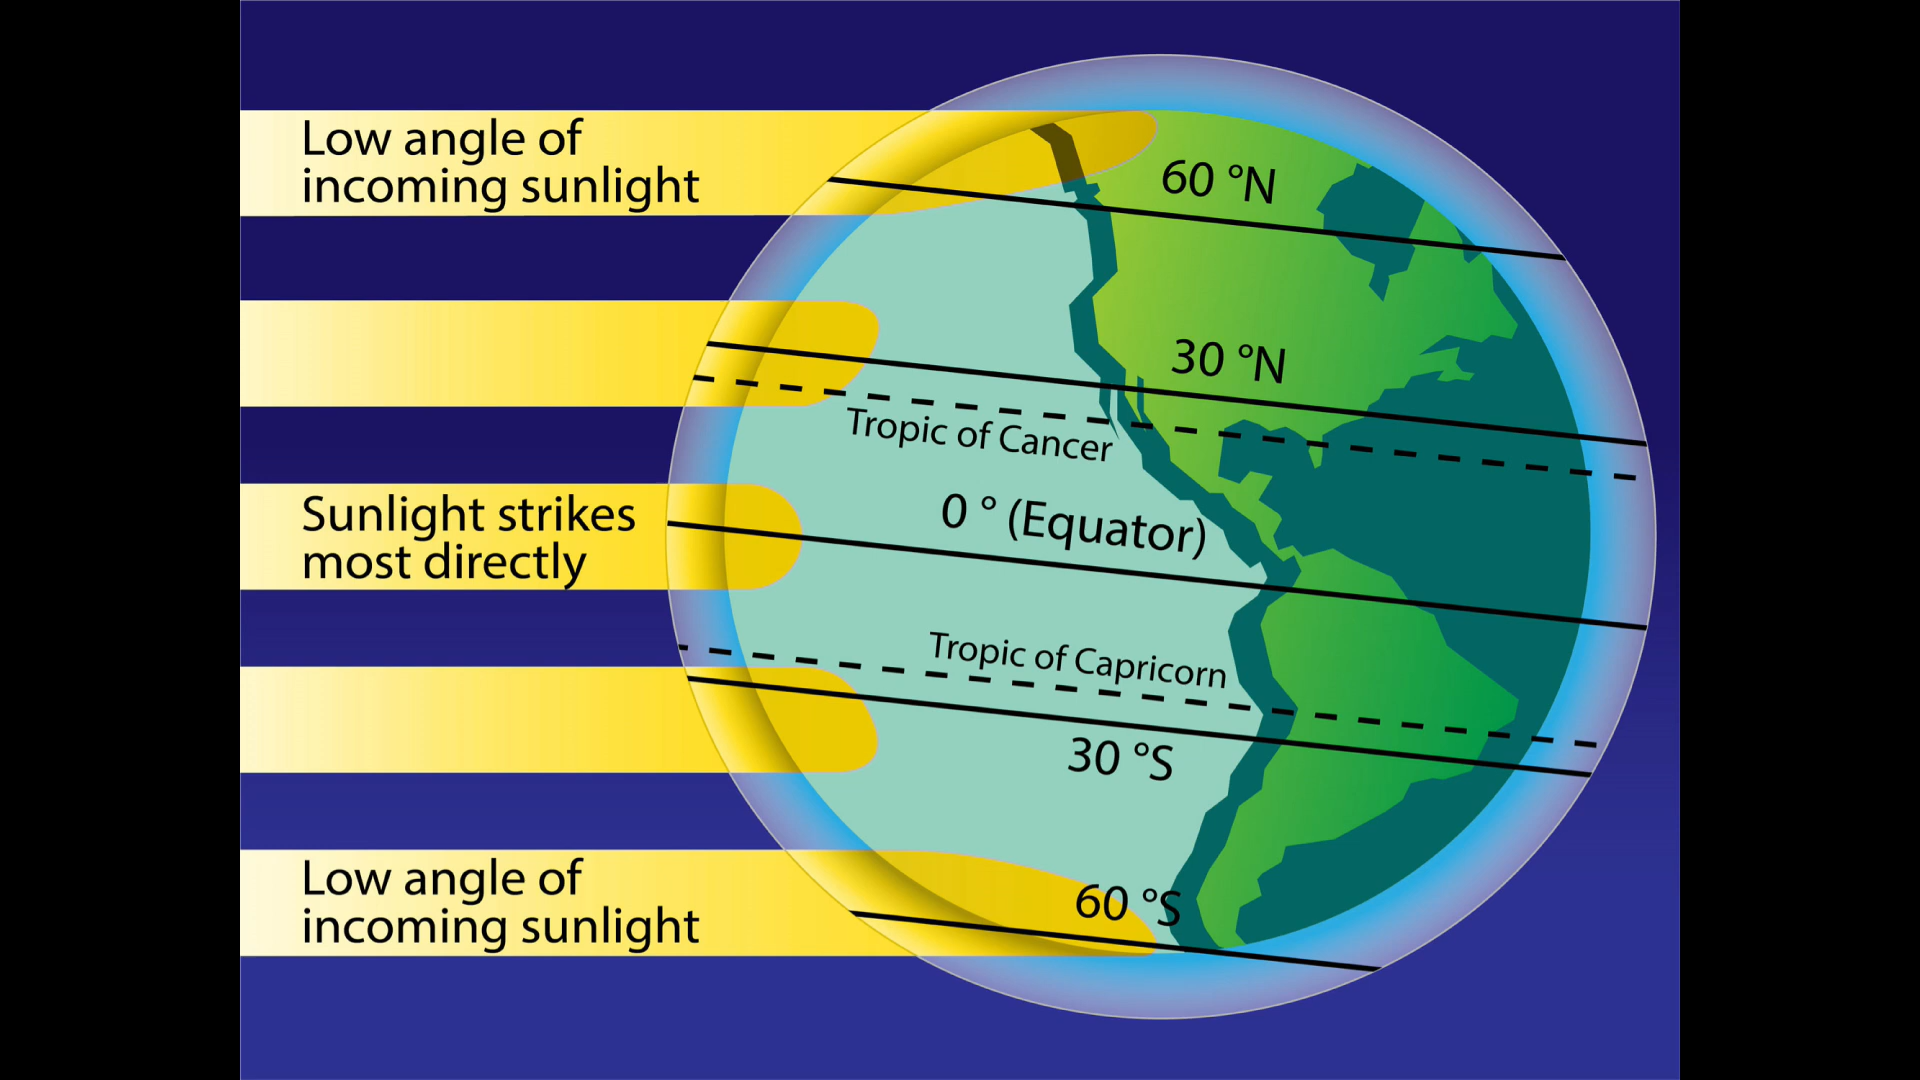 Low angle of
incoming sunlight
60 °N
30 °N
Tropic of Cancer
Sunlight strikes
most directly
0 ° (Equator)
Tropic of Capricorn
30 °S
Low angle of
incoming sunlight
60 °S